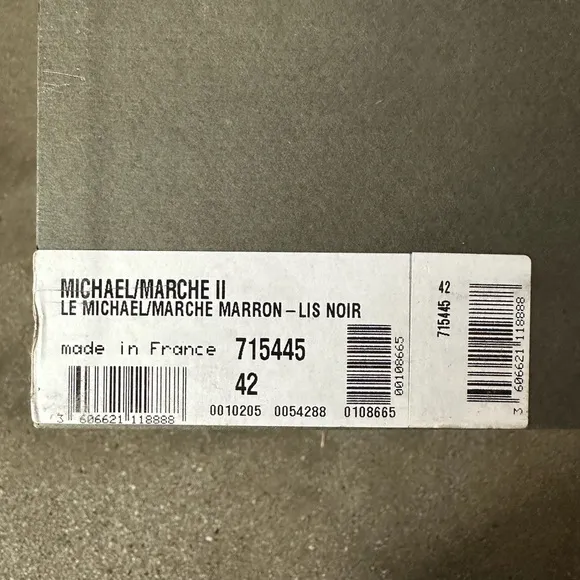 MICHAEL/MARCHE II
LE MICHAEL/MARCHE MARRON–LIS NOIR
made in France 715445
42
3 606621 118888
0010205 0054288 0108665
00108665
715445 42
3 606621 118888